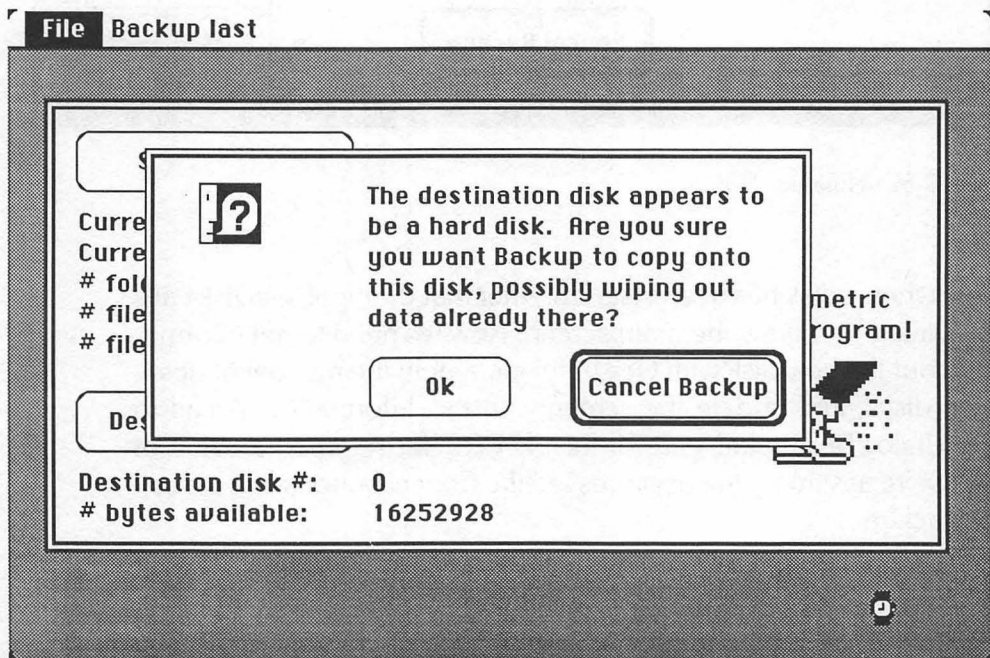 File Backup last
The destination disk appears to
be a hard disk. Are you sure
you want Backup to copy onto
this disk, possibly wiping out
data already there?
Ok
Cancel Backup
Curre
Curre
# fol
# file
# file
metric
rogram!
Des
Destination disk #: 0
# bytes available: 16252928